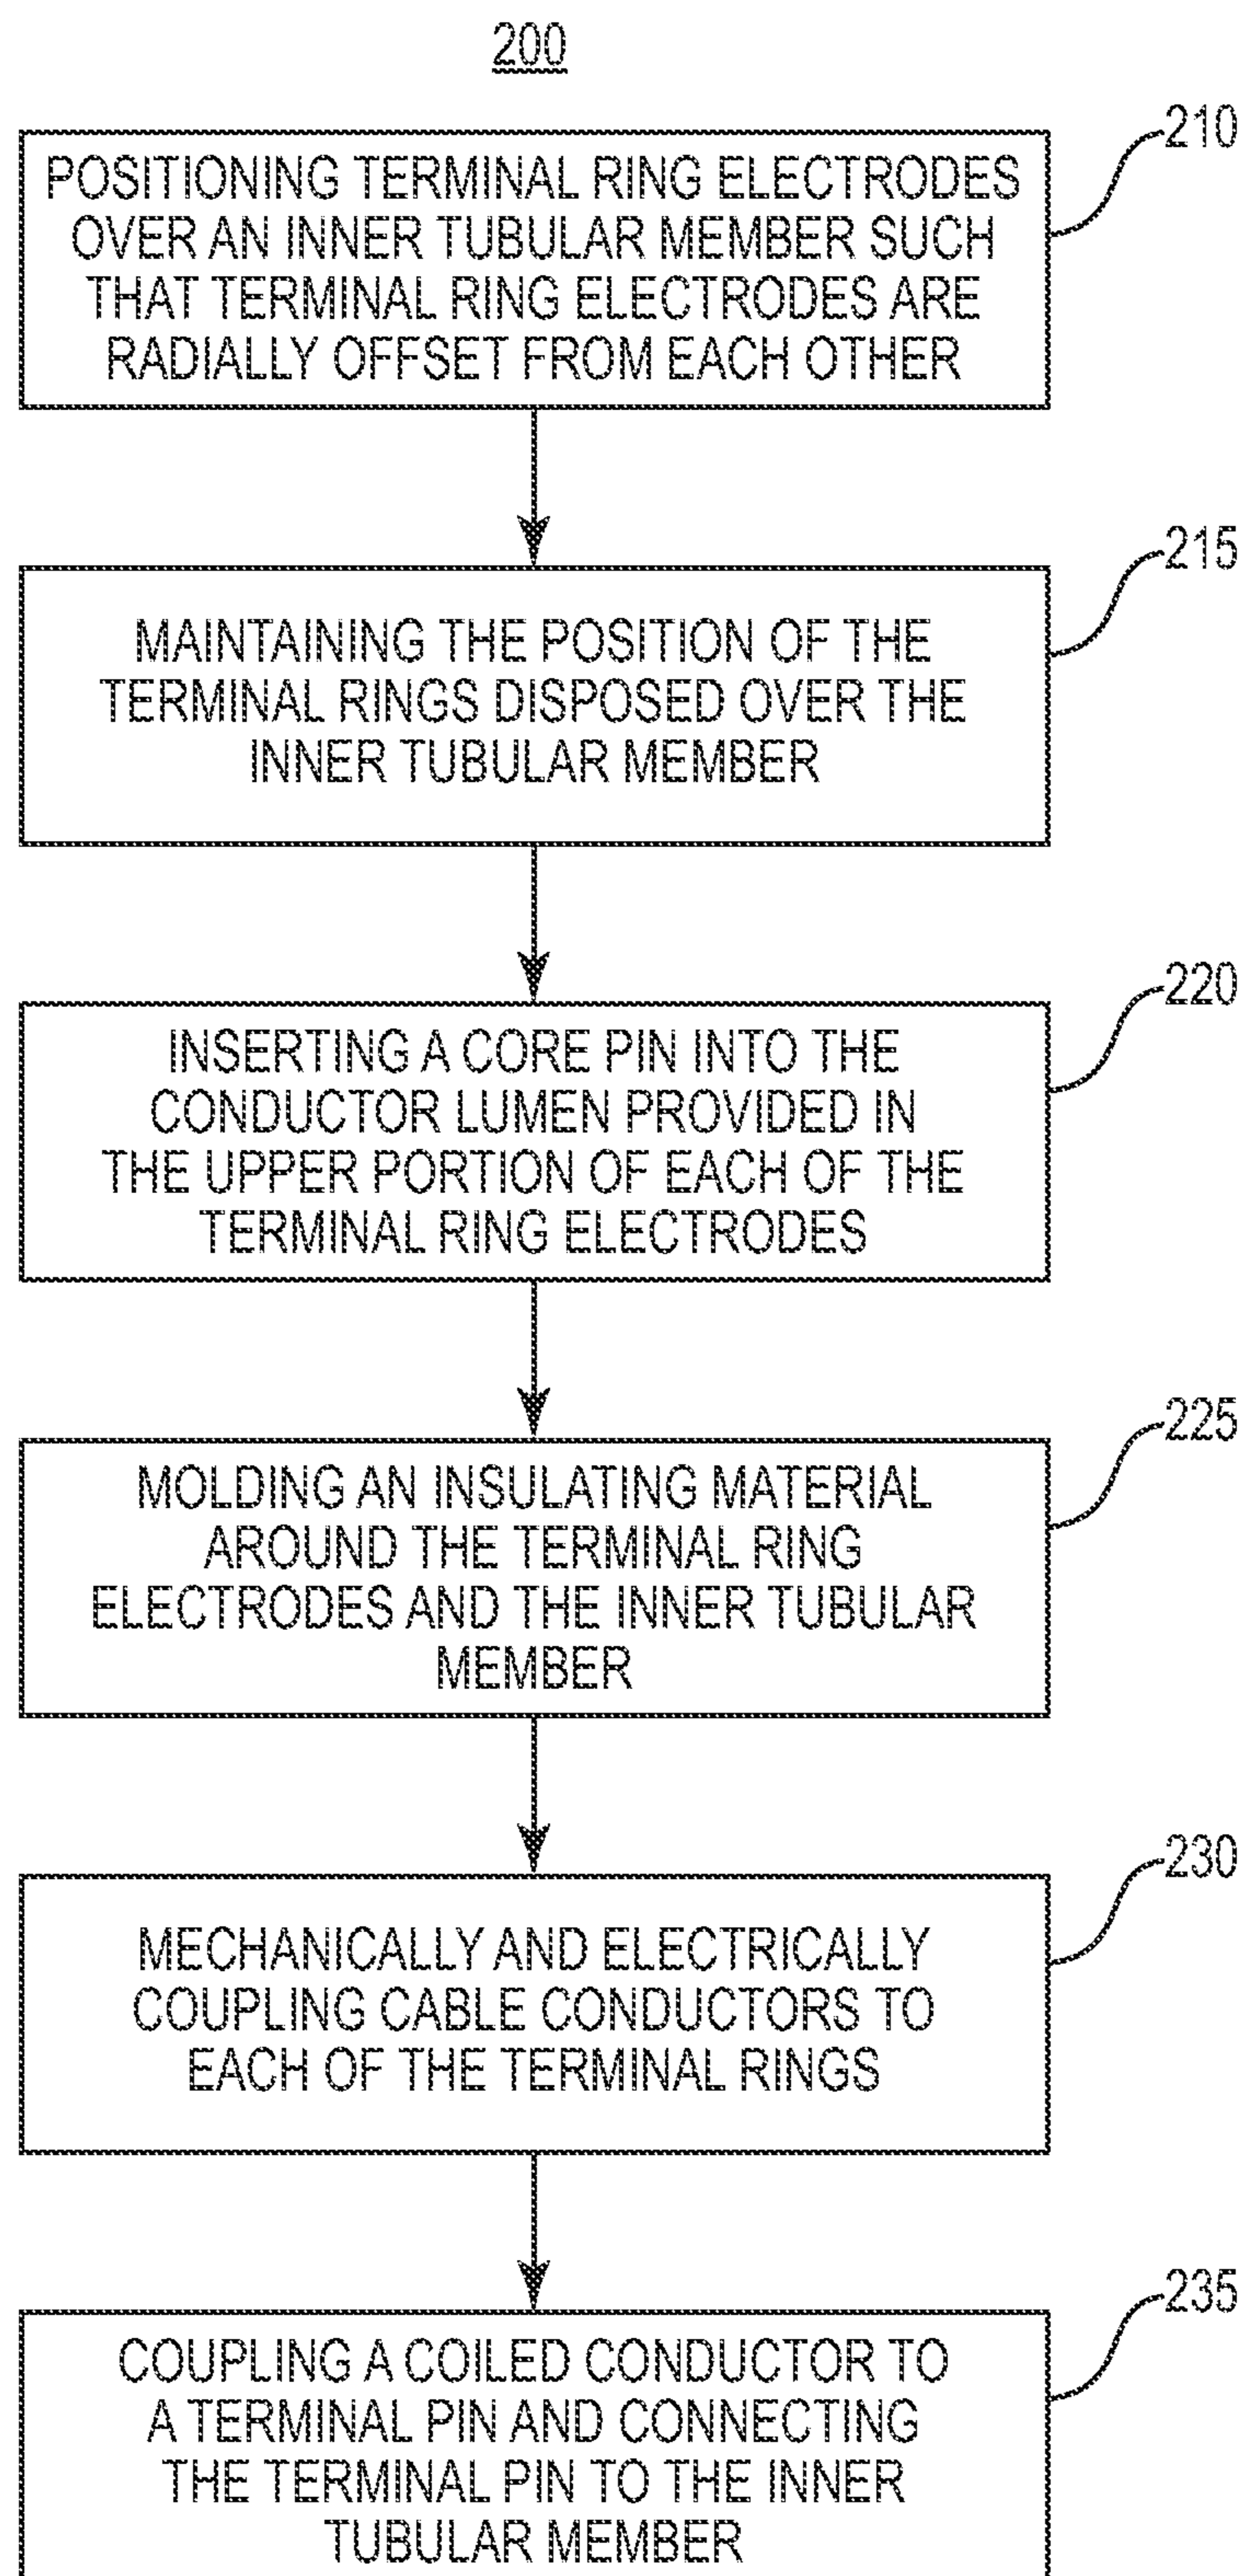 200
210
POSITIONING TERMINAL RING ELECTRODES
OVER AN INNER TUBULAR MEMBER SUCH
THAT TERMINAL RING ELECTRODES ARE
RADIALLY OFFSET FROM EACH OTHER
215
MAINTAINING THE POSITION OF THE
TERMINAL RINGS DISPOSED OVER THE
INNER TUBULAR MEMBER
220
INSERTING A CORE PIN INTO THE
CONDUCTOR LUMEN PROVIDED IN
THE UPPER PORTION OF EACH OF THE
TERMINAL RING ELECTRODES
225
MOLDING AN INSULATING MATERIAL
AROUND THE TERMINAL RING
ELECTRODES AND THE INNER TUBULAR
MEMBER
230
MECHANICALLY AND ELECTRICALLY
COUPLING CABLE CONDUCTORS TO
EACH OF THE TERMINAL RINGS
235
COUPLING A COILED CONDUCTOR TO
A TERMINAL PIN AND CONNECTING
THE TERMINAL PIN TO THE INNER
TUBULAR MEMBER